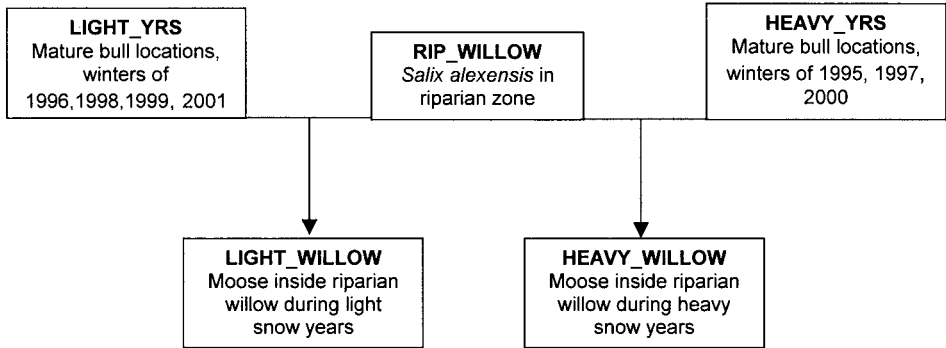 LIGHT_YRS
Mature bull locations,
winters of
1996,1998,1999, 2001
RIP_WILLOW
Salix alexensis in
riparian zone
HEAVY_YRS
Mature bull locations,
winters of 1995, 1997,
2000
LIGHT_WILLOW
Moose inside riparian
willow during light
snow years
HEAVY_WILLOW
Moose inside riparian
willow during heavy
snow years